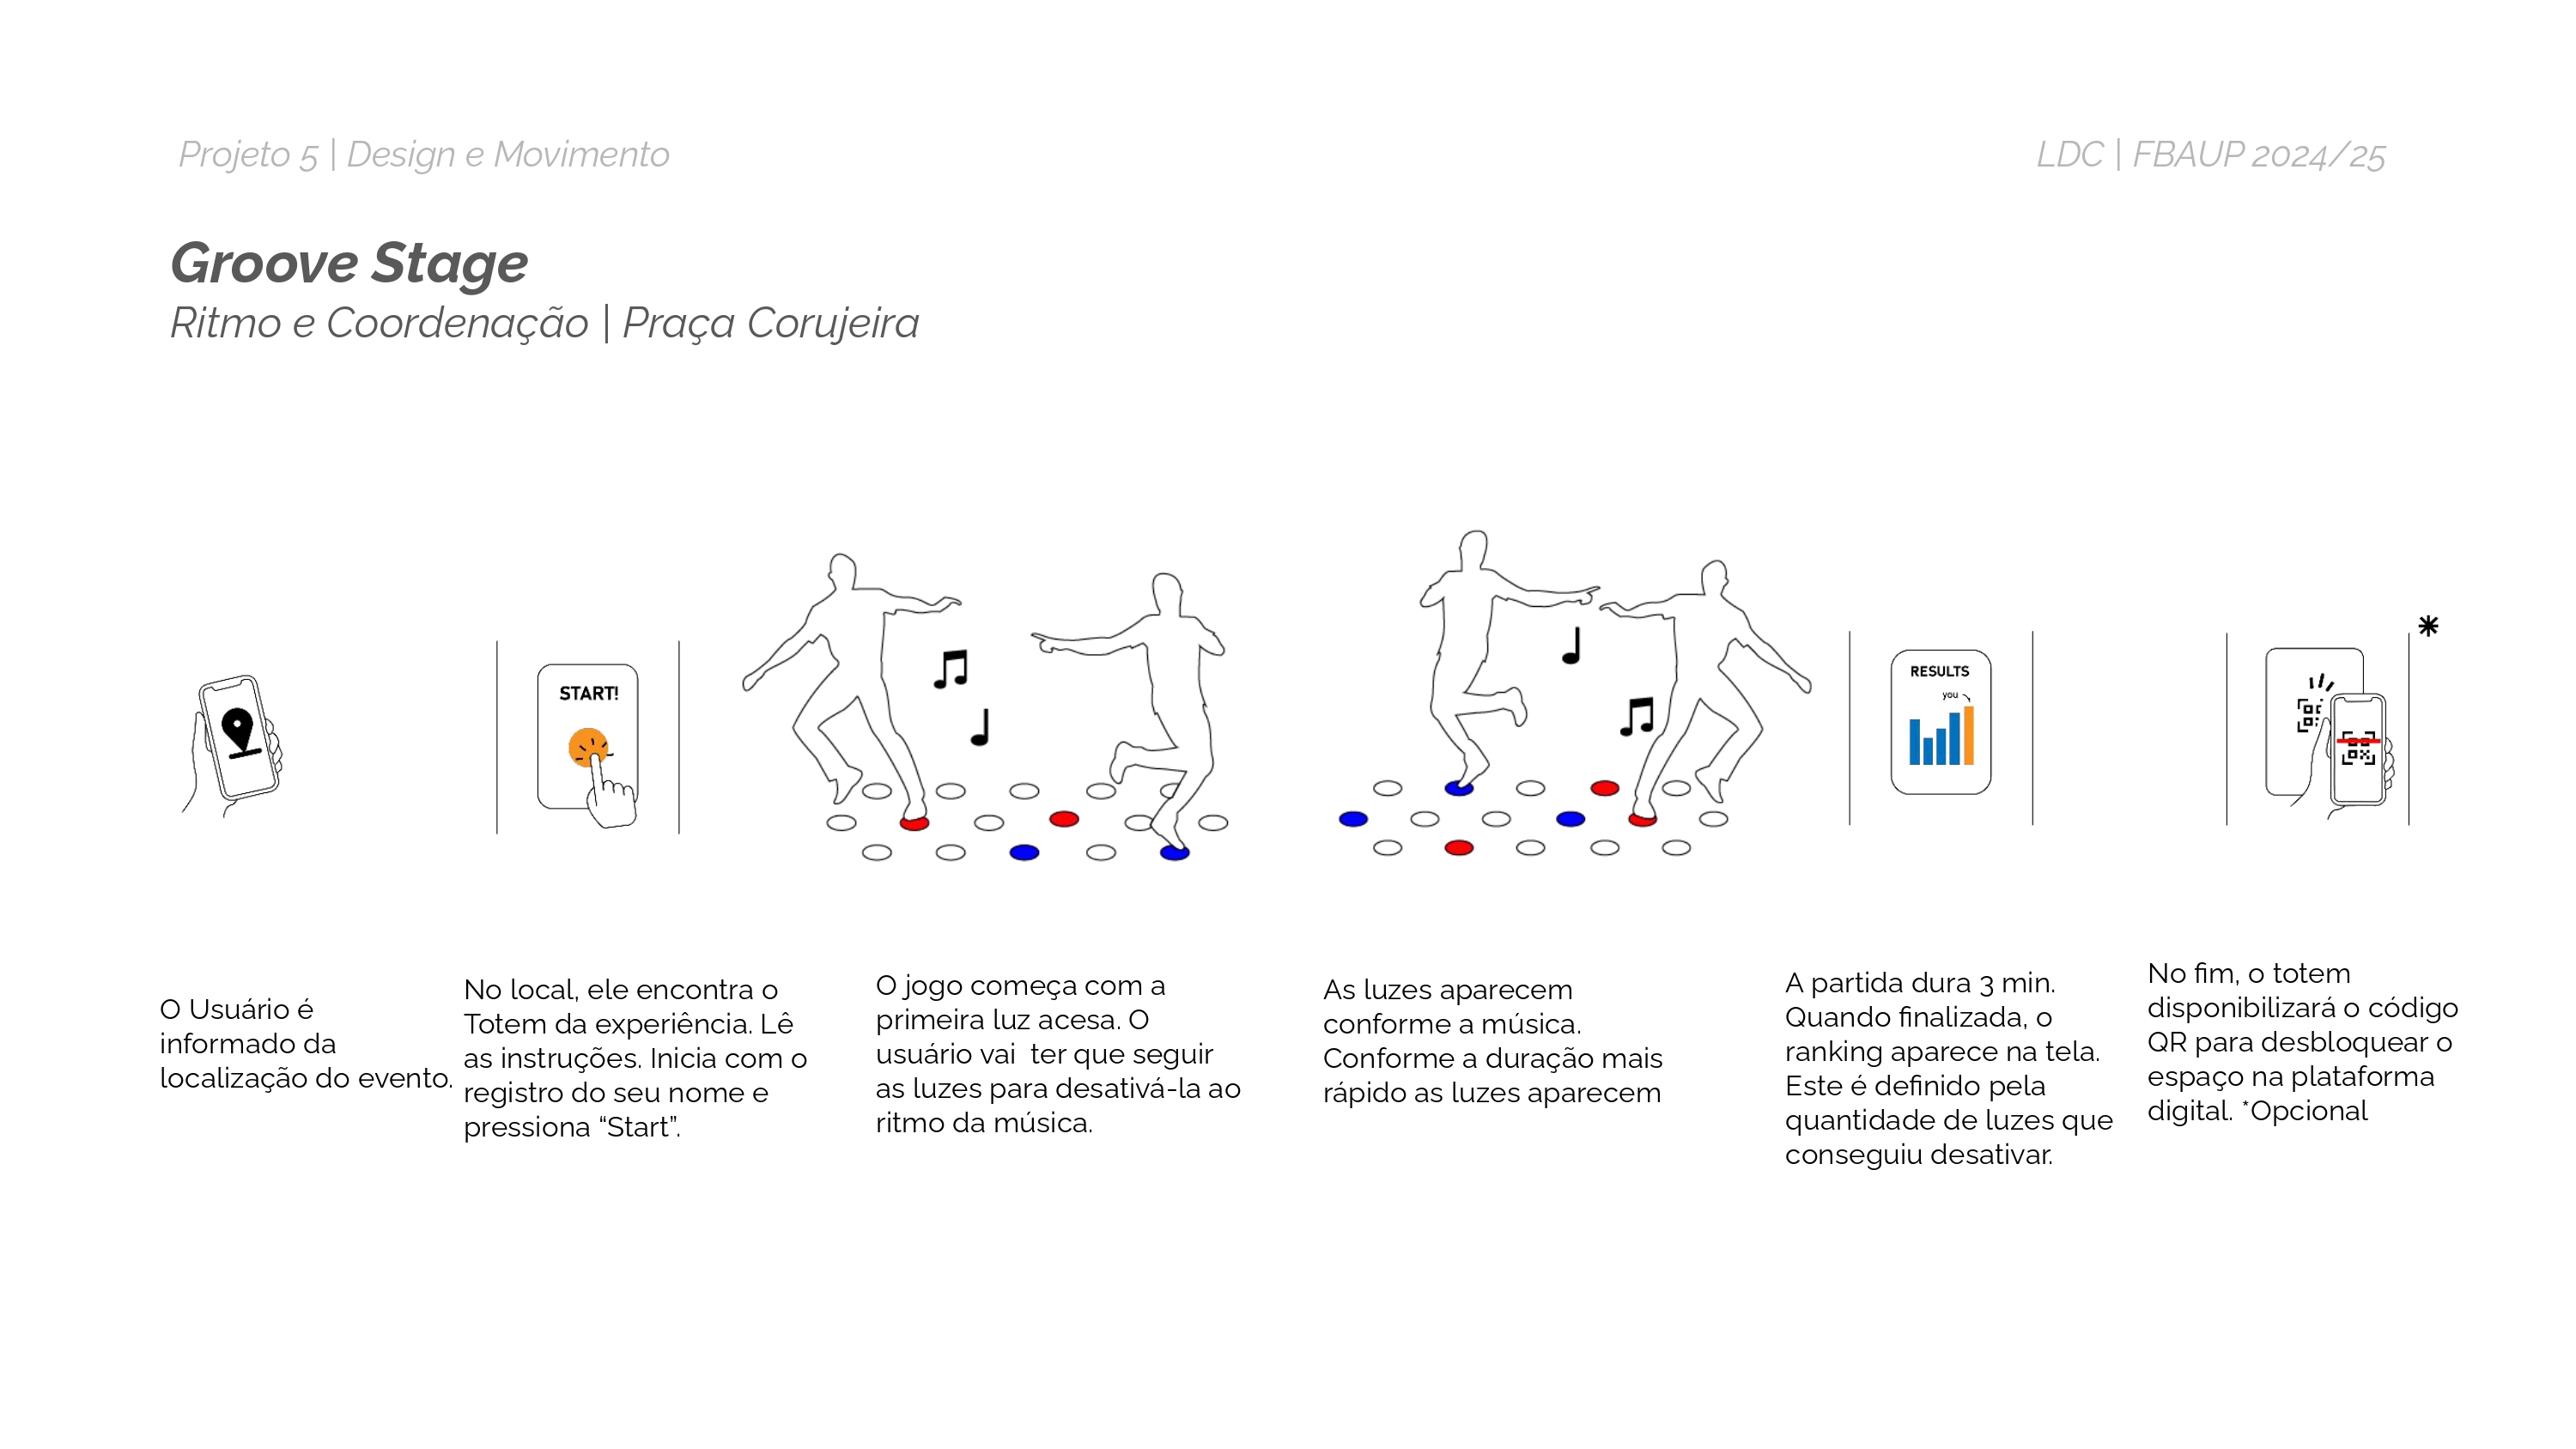 Projeto 5 | Design e Movimento
LDC | FBAUP 2024/25
Groove Stage
Ritmo e Coordenação | Praça Corujeira
START!
RESULTS
you
O Usuário é
informado da
localização do evento.
No local, ele encontra o
Totem da experiência. Lê
as instruções. Inicia com o
registro do seu nome e
pressiona “Start”.
O jogo começa com a
primeira luz acesa. O
usuário vai  ter que seguir
as luzes para desativá-la ao
ritmo da música.
As luzes aparecem
conforme a música.
Conforme a duração mais
rápido as luzes aparecem
A partida dura 3 min.
Quando finalizada, o
ranking aparece na tela.
Este é definido pela
quantidade de luzes que
conseguiu desativar.
No fim, o totem
disponibilizará o código
QR para desbloquear o
espaço na plataforma
digital. *Opcional